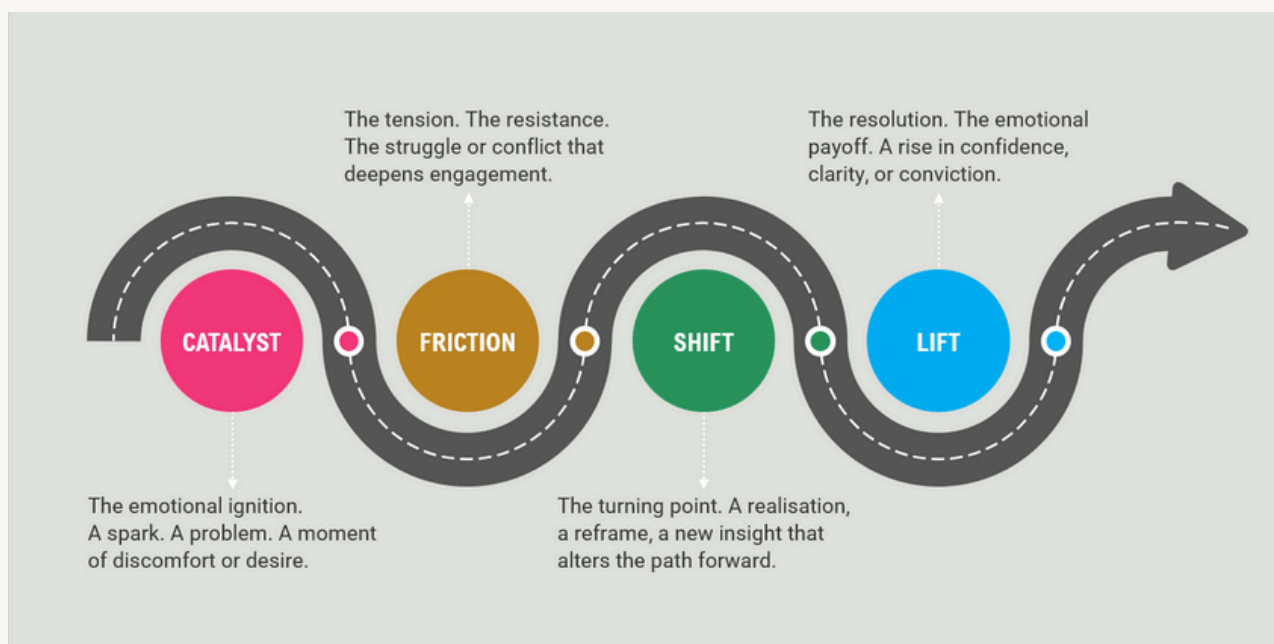 CATALYST
The emotional ignition.
A spark. A problem. A moment
of discomfort or desire.
The tension. The resistance.
The struggle or conflict that
deepens engagement.
FRICTION
SHIFT
The turning point. A realisation,
a reframe, a new insight that
alters the path forward.
The resolution. The emotional
payoff. A rise in confidence,
clarity, or conviction.
LIFT